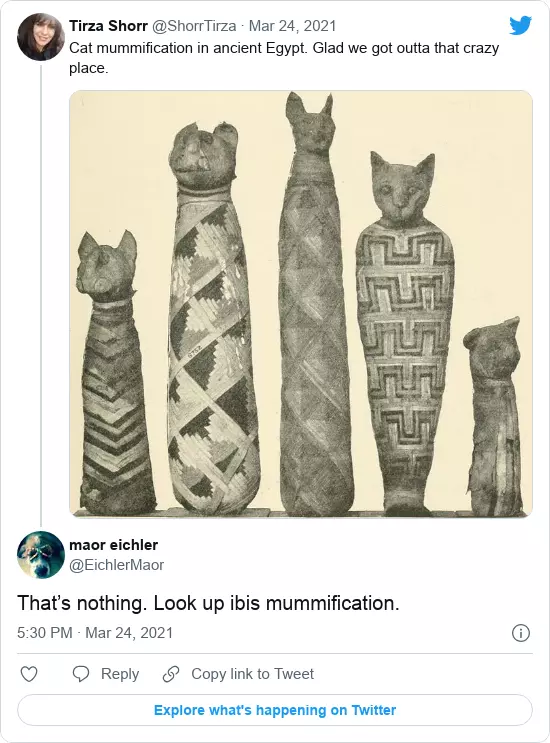 Tirza Shorr @ShorrTirza · Mar 24, 2021
Cat mummification in ancient Egypt. Glad we got outta that crazy
place.
maor eichler
@EichlerMaor
That’s nothing. Look up ibis mummification.
5:30 PM · Mar 24, 2021
Reply
Copy link to Tweet
Explore what's happening on Twitter